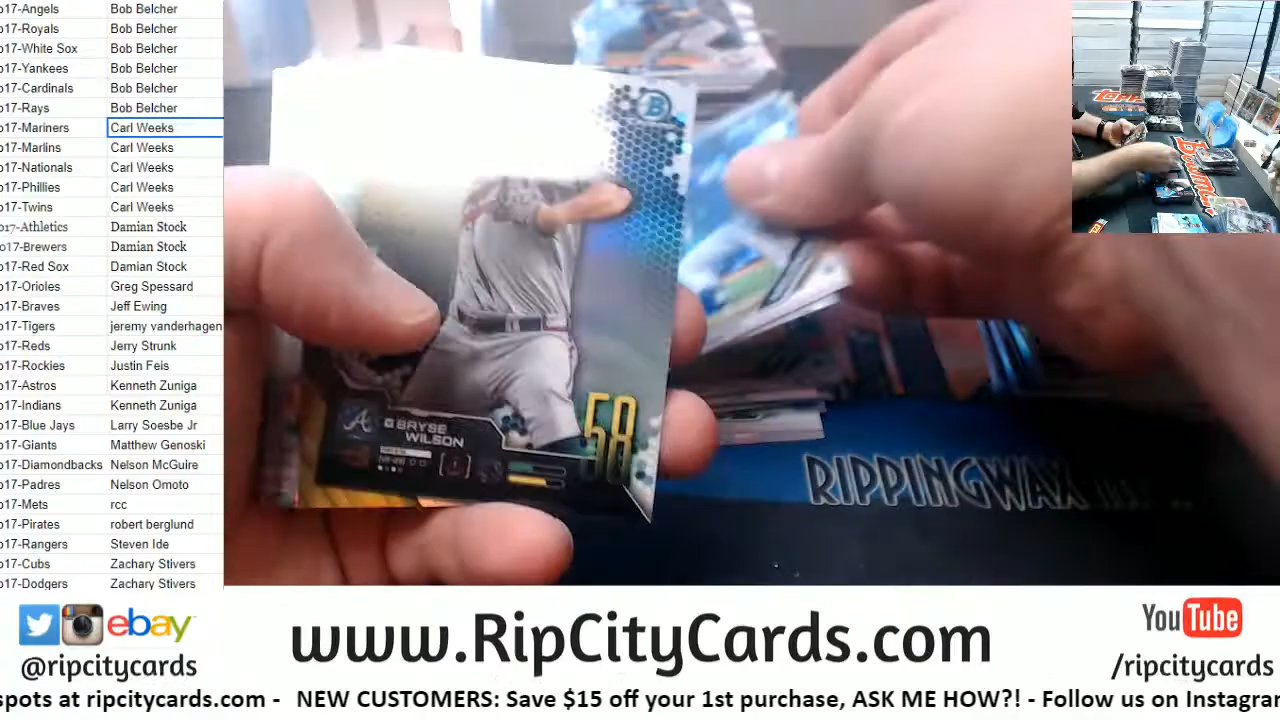 o17-Angels Bob Belcher
o17-Royals Bob Belcher
o17-White Sox Bob Belcher
o17-Yankees Bob Belcher
o17-Cardinals Bob Belcher
o17-Rays Bob Belcher
o17-Mariners Carl Weeks
o17-Marlins Carl Weeks
o17-Nationals Carl Weeks
o17-Phillies Carl Weeks
o17-Twins Carl Weeks
o17-Athletics Damian Stock
o17-Brewers Damian Stock
o17-Red Sox Damian Stock
o17-Orioles Greg Spessard
o17-Braves Jeff Ewing
o17-Tigers jeremy vanderhagen
o17-Reds Jerry Strunk
o17-Rockies Justin Feis
o17-Astros Kenneth Zuniga
o17-Indians Kenneth Zuniga
o17-Blue Jays Larry Soesbe Jr
o17-Giants Matthew Genoski
o17-Diamondbacks Nelson McGuire
o17-Padres Nelson Omoto
o17-Mets rcc
o17-Pirates robert berglund
o17-Rangers Steven Ide
o17-Cubs Zachary Stivers
o17-Dodgers Zachary Stivers
B
A
BRYSE
WILSON
58
RIPPINGWAX
Topps
Bowman
ebay
@ripcitycards
www.RipCityCards.com
YouTube
/ripcitycards
spots at ripcitycards.com - NEW CUSTOMERS: Save $15 off your 1st purchase, ASK ME HOW?! - Follow us on Instagra